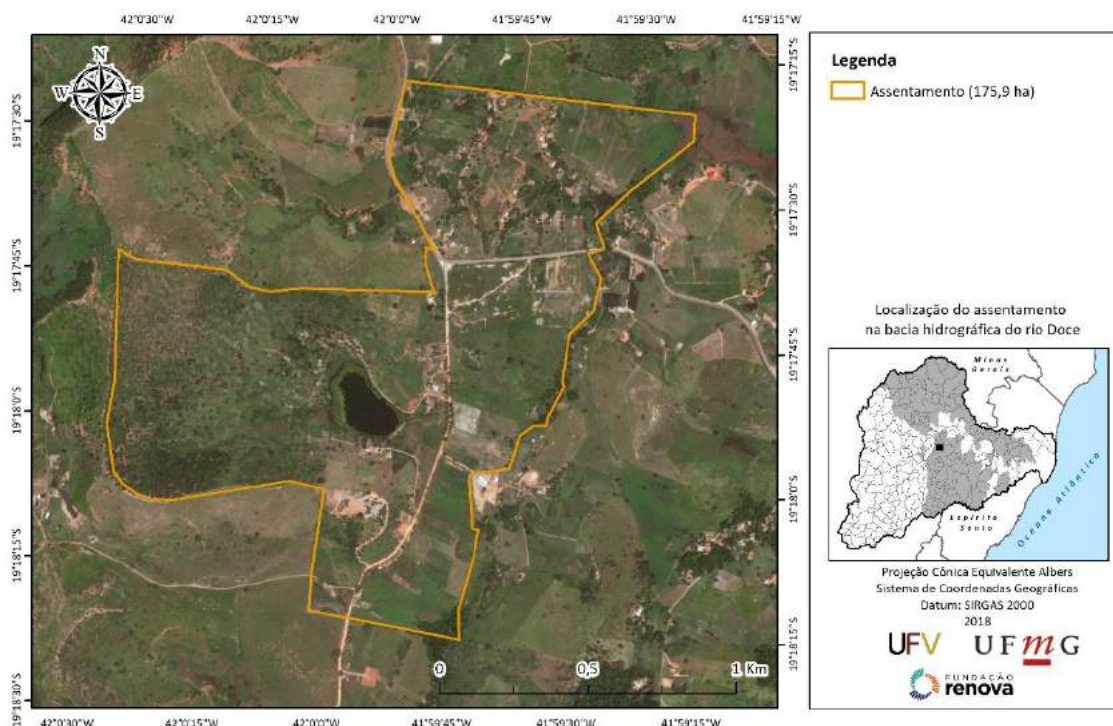 42°0'30"W 42°0'15"W 42°0'0"W 41°59'45"W 41°59'30"W 41°59'15"W
N
W E
S
19°17'30"S
19°17'45"S
19°18'0"S
19°18'15"S
19°18'30"S
19°17'15"S
19°17'30"S
19°17'45"S
19°18'0"S
19°18'15"S
0 0,5 1 Km
42°0'30"W 42°0'15"W 42°0'0"W 41°59'45"W 41°59'30"W 41°59'15"W
Legenda
Assentamento (175,9 ha)
Localização do assentamento
na bacia hidrográfica do rio Doce
Minas
Gerais
Espírito
Santo
Oceano Atlântico
Projeção Cônica Equivalente Albers
Sistema de Coordenadas Geográficas
Datum: SIRGAS 2000
2018
UFV UFmG
FUNDAÇÃO
renova